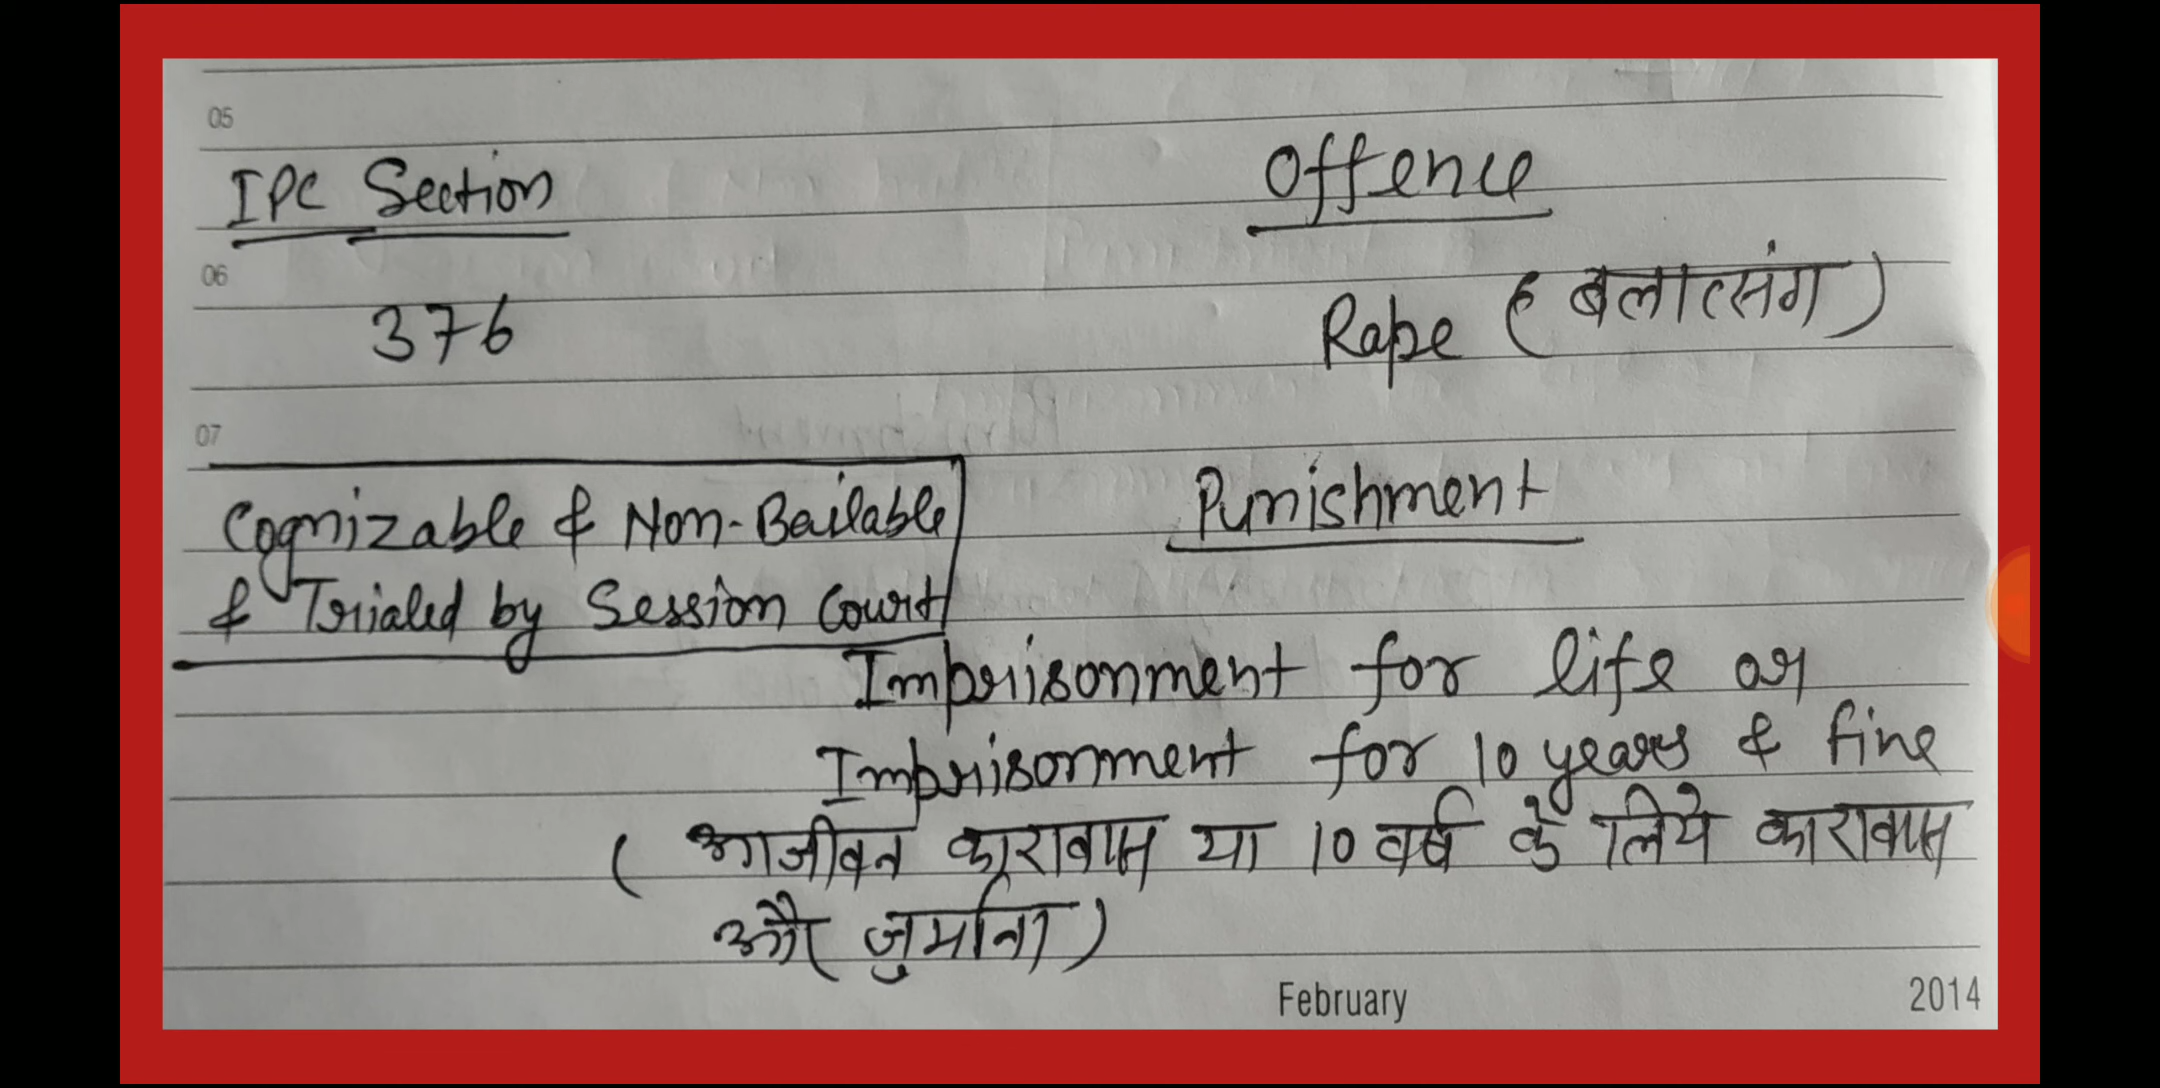 05
IPC Section
Offence
06
376
Rape (बलात्संग)
07
Cognizable & Non-Bailable
& Trialed by Session Court
Punishment
Imprisonment for life or
Imprisonment for 10 years & fine
( आजीवन कारावास या 10 वर्ष के लिये कारावास
और जुर्माना)
February 2014